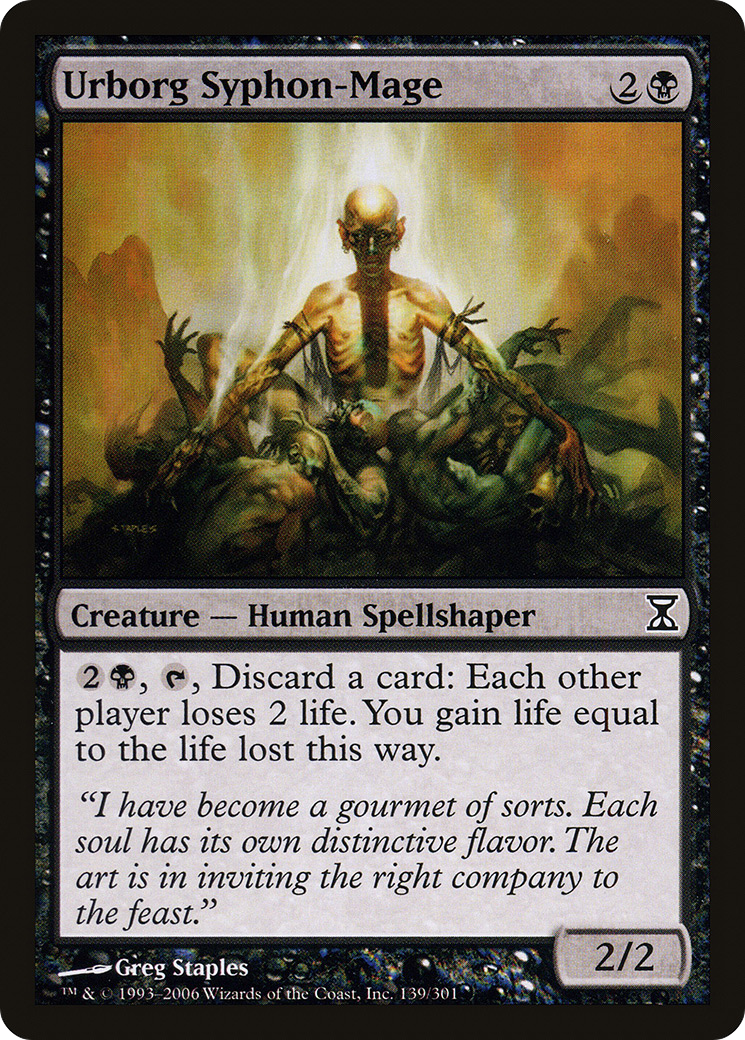 Urborg Syphon-Mage 2
STAPLES
Creature — Human Spellshaper
2, , Discard a card: Each other
player loses 2 life. You gain life equal
to the life lost this way.
“I have become a gourmet of sorts. Each
soul has its own distinctive flavor. The
art is in inviting the right company to
the feast.”
2/2
Greg Staples
™ & © 1993–2006 Wizards of the Coast, Inc. 139/301